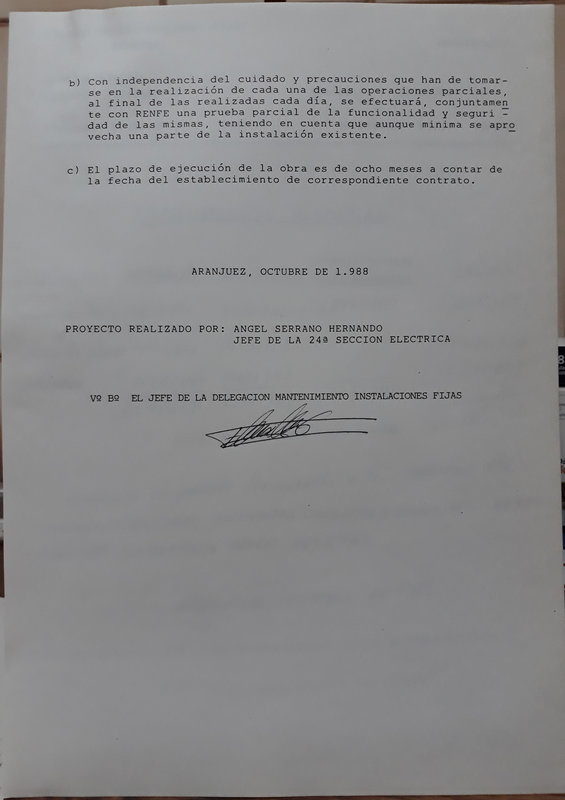 b) Con independencia del cuidado y precauciones que han de tomar-
se en la realización de cada una de las operaciones parciales,
al final de las realizadas cada día, se efectuará, conjuntamen
te con RENFE una prueba parcial de la funcionalidad y seguri -
dad de las mismas, teniendo en cuenta que aunque minima se apro
vecha una parte de la instalación existente.
c) El plazo de ejecución de la obra es de ocho meses a contar de
la fecha del establecimiento de correspondiente contrato.
ARANJUEZ, OCTUBRE DE 1.988
PROYECTO REALIZADO POR: ANGEL SERRANO HERNANDO
JEFE DE LA 24ª SECCION ELECTRICA
Vº Bº EL JEFE DE LA DELEGACION MANTENIMIENTO INSTALACIONES FIJAS